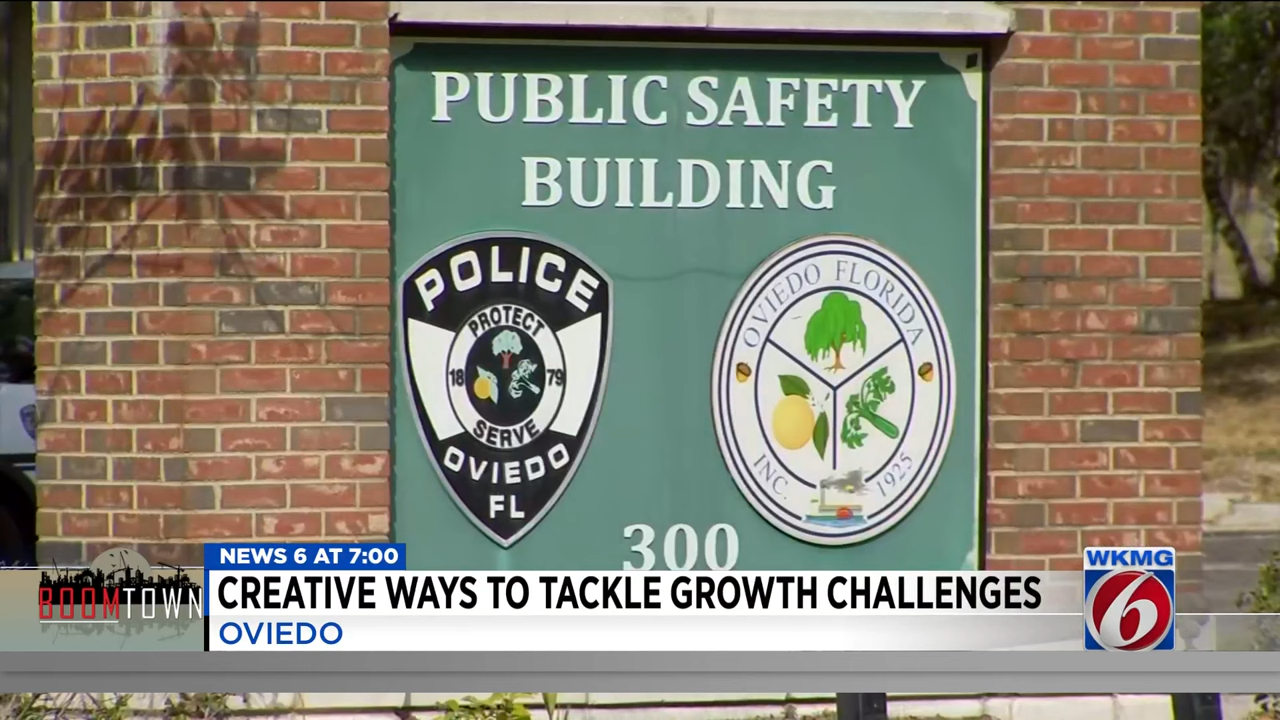 PUBLIC SAFETY
BUILDING
POLICE
PROTECT
18 79
SERVE
OVIEDO
FL
OVIEDO FLORIDA
INC. 1925
300
NEWS 6 AT 7:00
BOOMTOWN
CREATIVE WAYS TO TACKLE GROWTH CHALLENGES
OVIEDO
WKMG
6